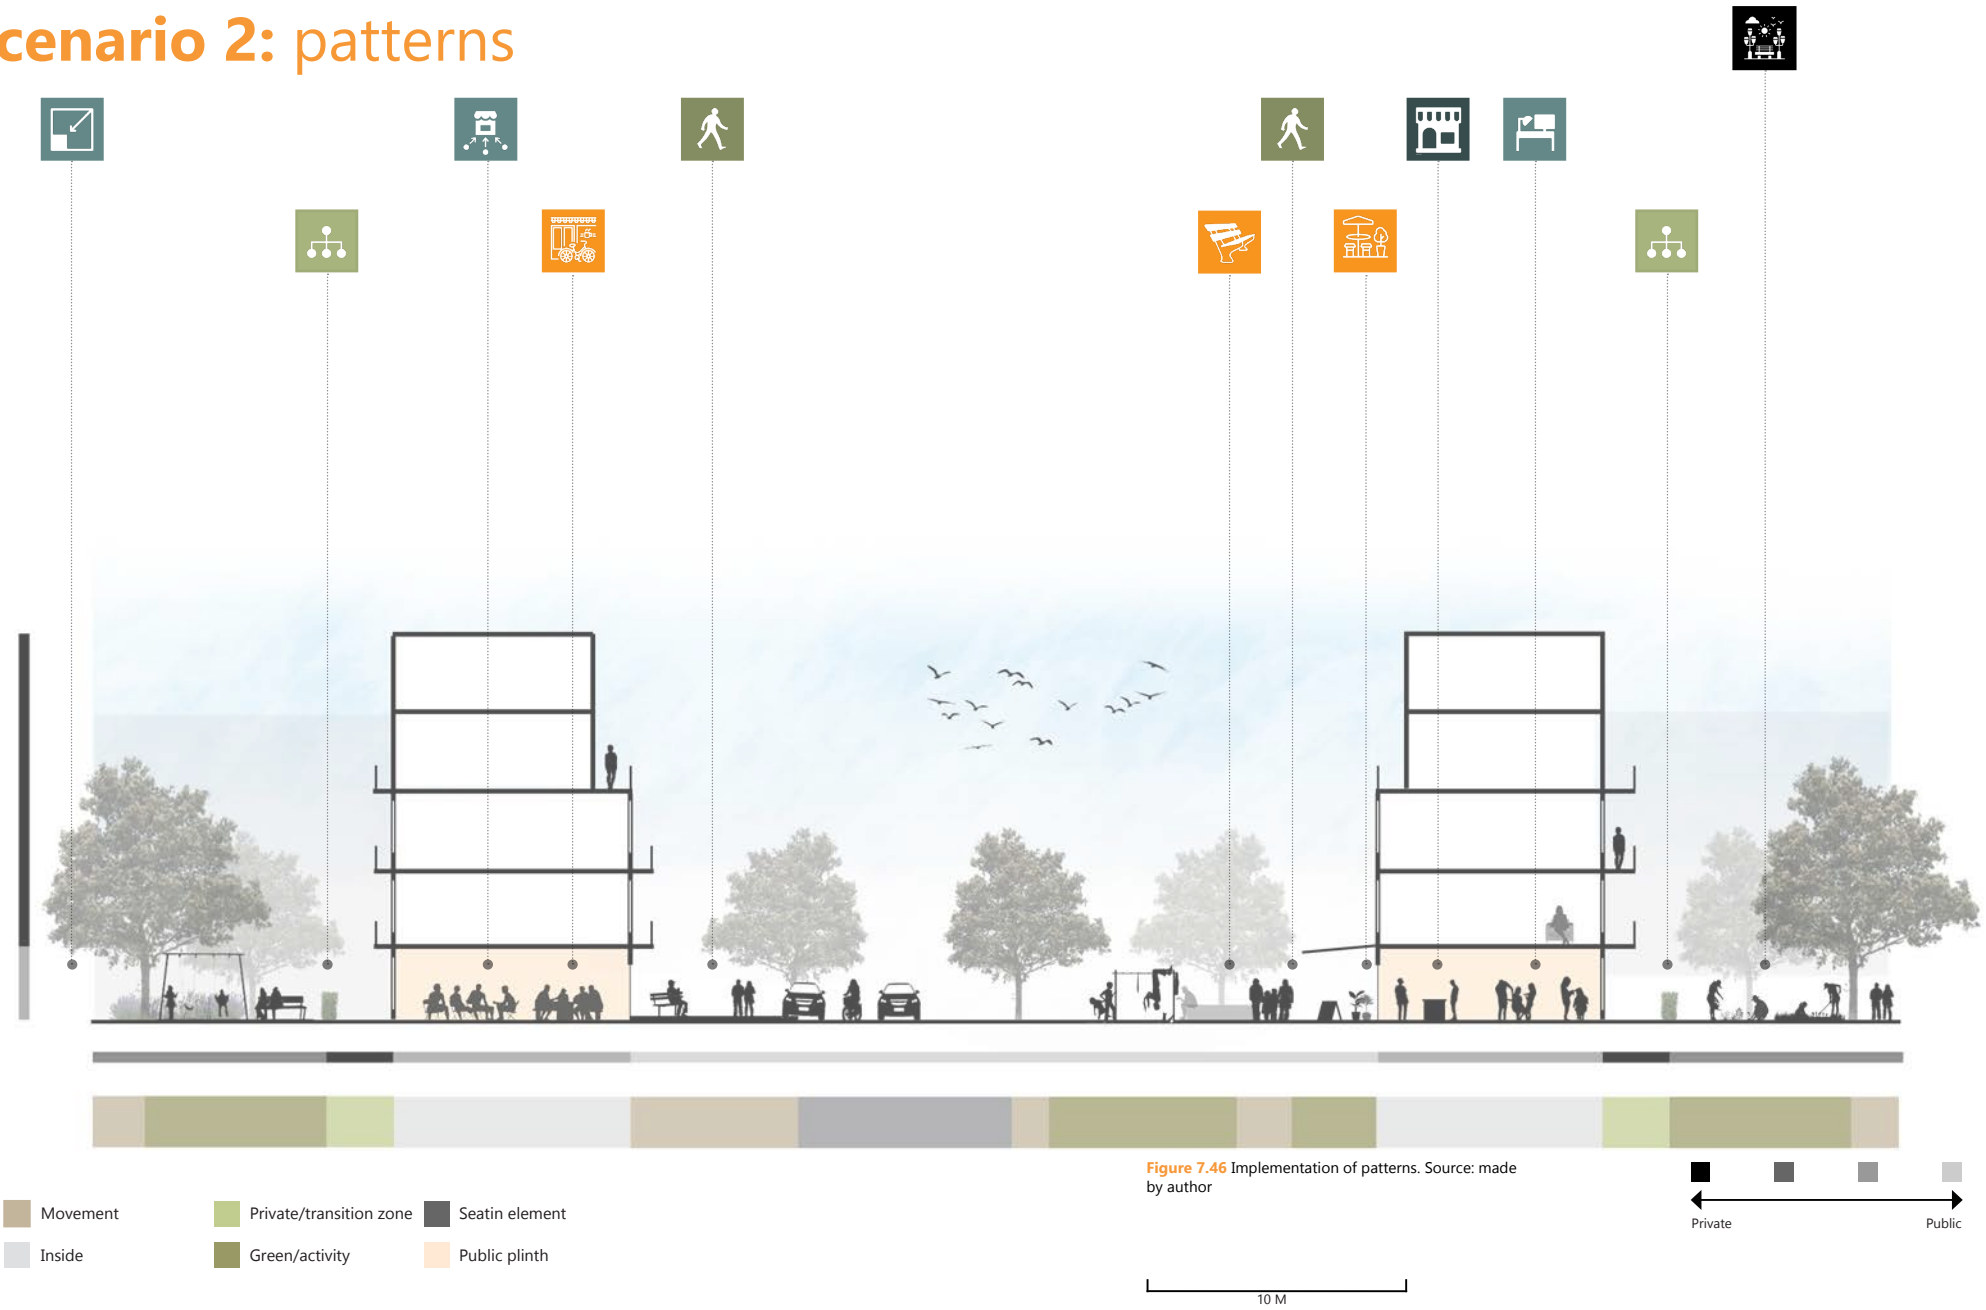 cenario 2: patterns
Figure 7.46 Implementation of patterns. Source: made
by author
Movement
Private/transition zone
Seatin element
Inside
Green/activity
Public plinth
Private
Public
10 M